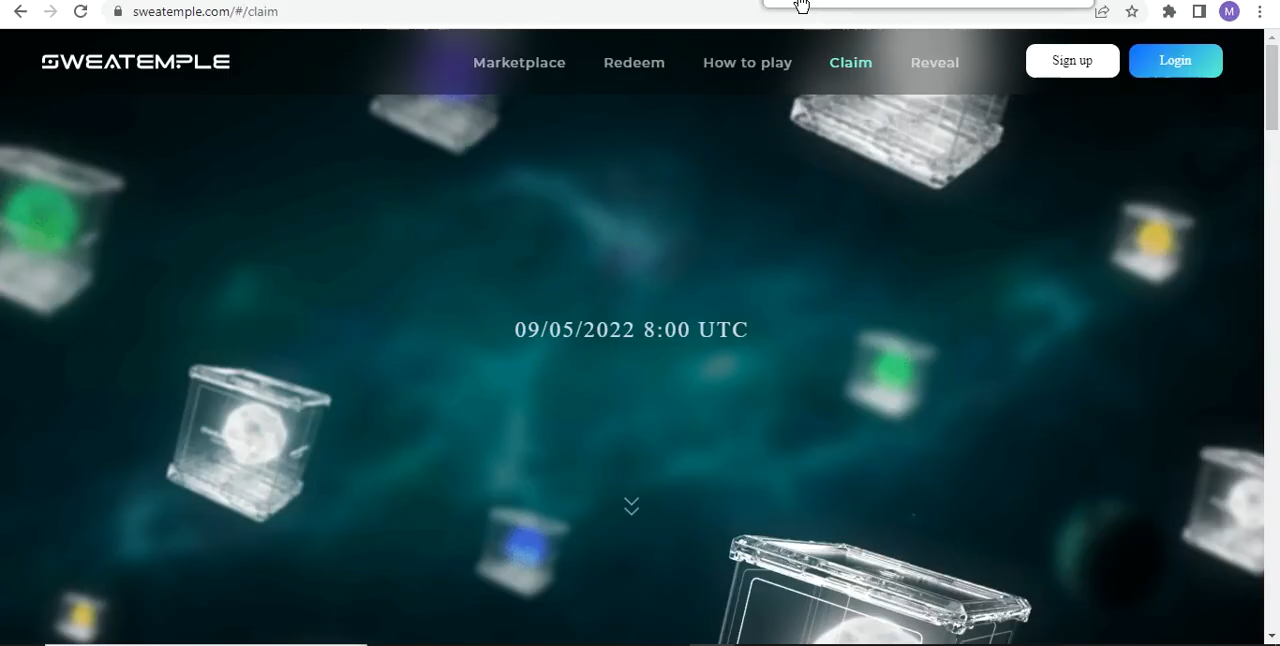 sweatemple.com/#/claim
M
SWEATEMPLE
Marketplace
Redeem
How to play
Claim
Reveal
Sign up
Login
09/05/2022 8:00 UTC